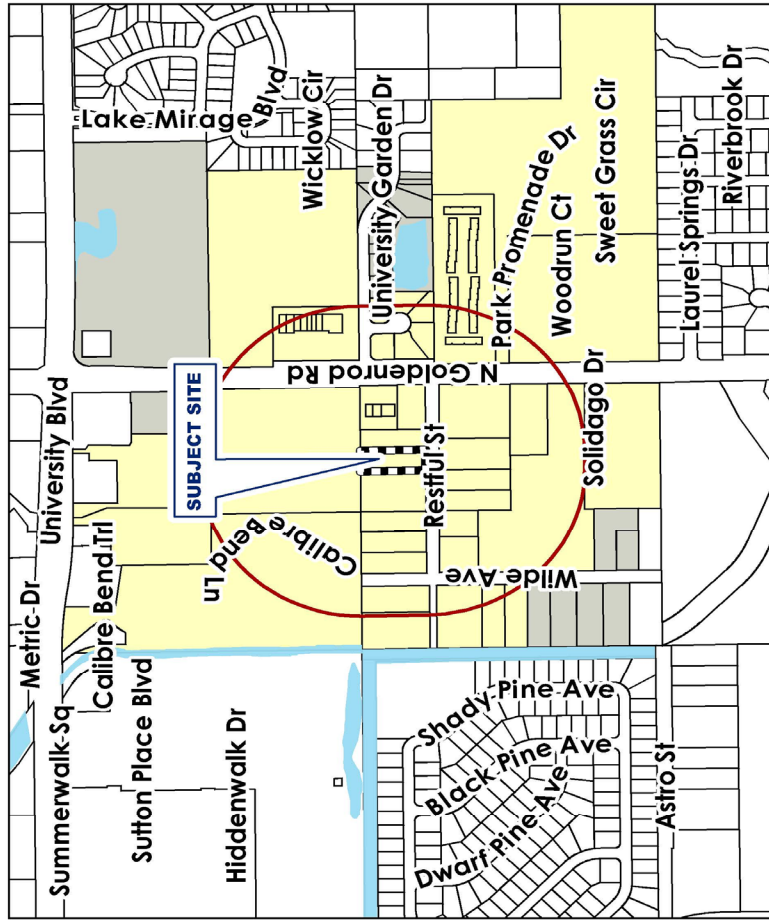 Metric Dr
Summerwalk Sq
University Blvd
Calibre Bend Trl
Sutton Place Blvd
Hiddenwalk Dr
Lake Mirage Blvd
Wicklow Cir
University Garden Dr
SUBJECT SITE
Calibre Bend Ln
N Goldenrod Rd
Restful St
Wilde Ave
Park Promenade Dr
Woodrun Ct
Sweet Grass Cir
Solidago Dr
Laurel Springs Dr
Riverbrook Dr
Shady Pine Ave
Black Pine Ave
Dwarf Pine Ave
Astro St